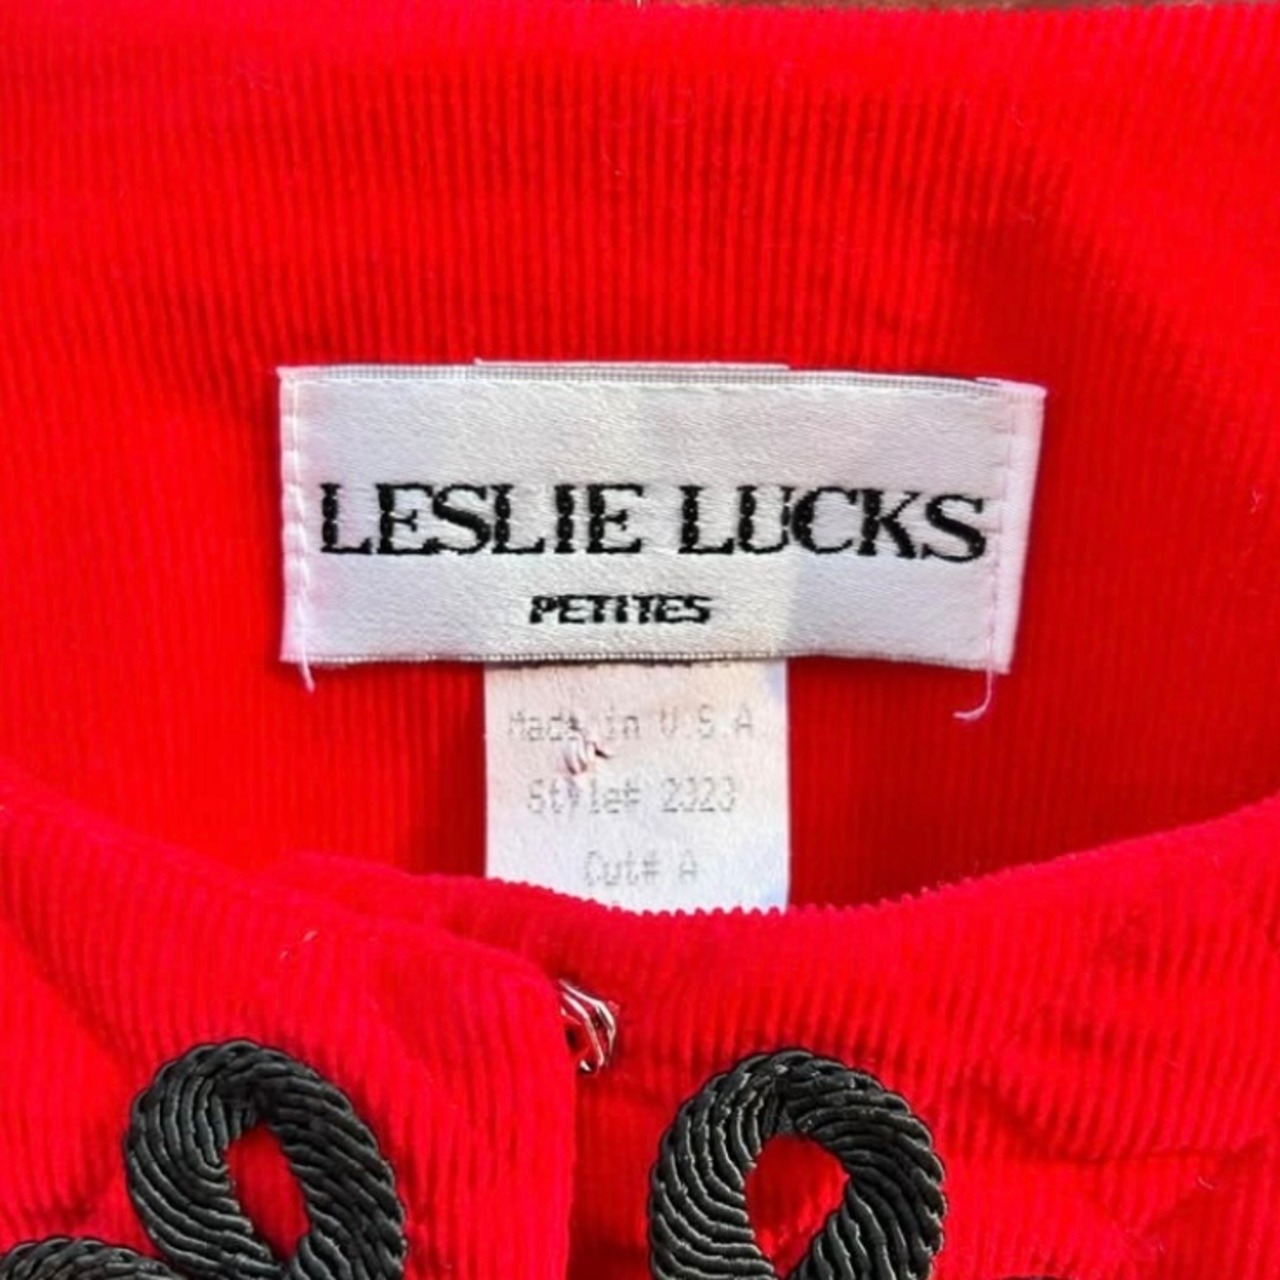 LESLIE LUCKS
PETITES
Made in U.S.A
Style# 2323
Cut# A